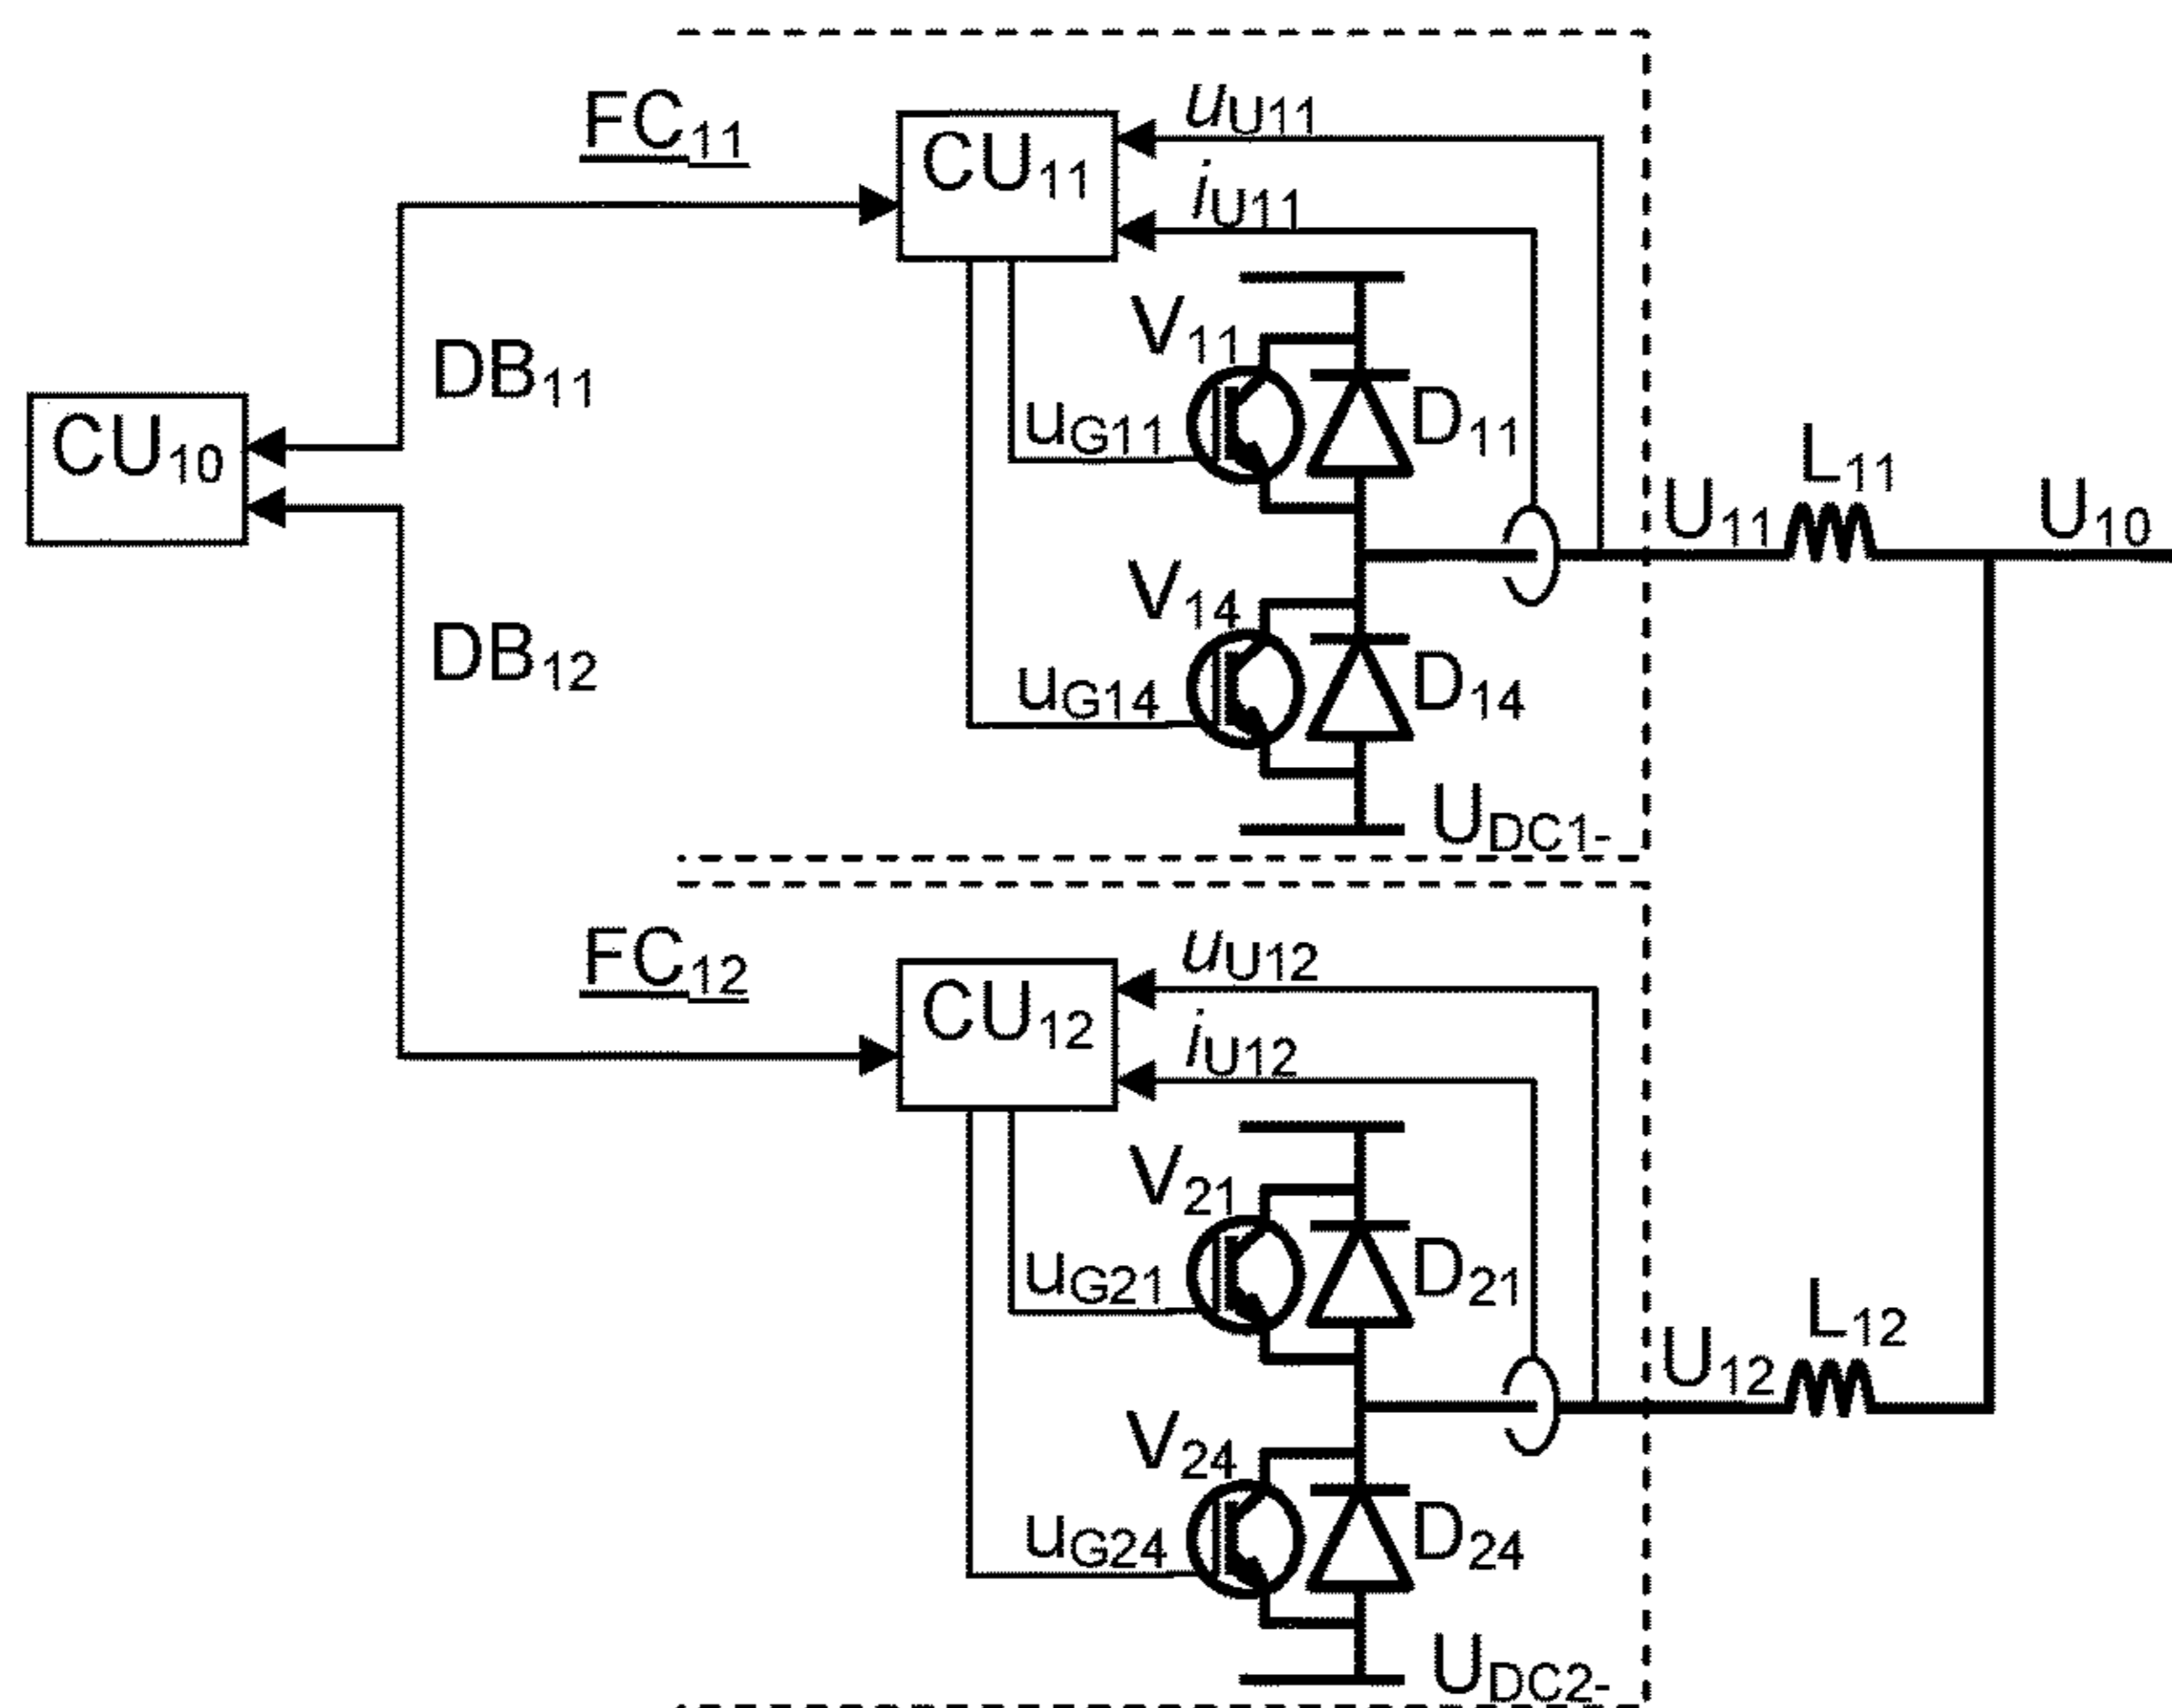 FC11
uU11
CU11
iU11
V11
DB11
uG11
D11
CU10
L11
U11
U10
V14
DB12
uG14
D14
UDC1-
FC12
uU12
CU12
iU12
V21
uG21
D21
L12
U12
V24
uG24
D24
UDC2-